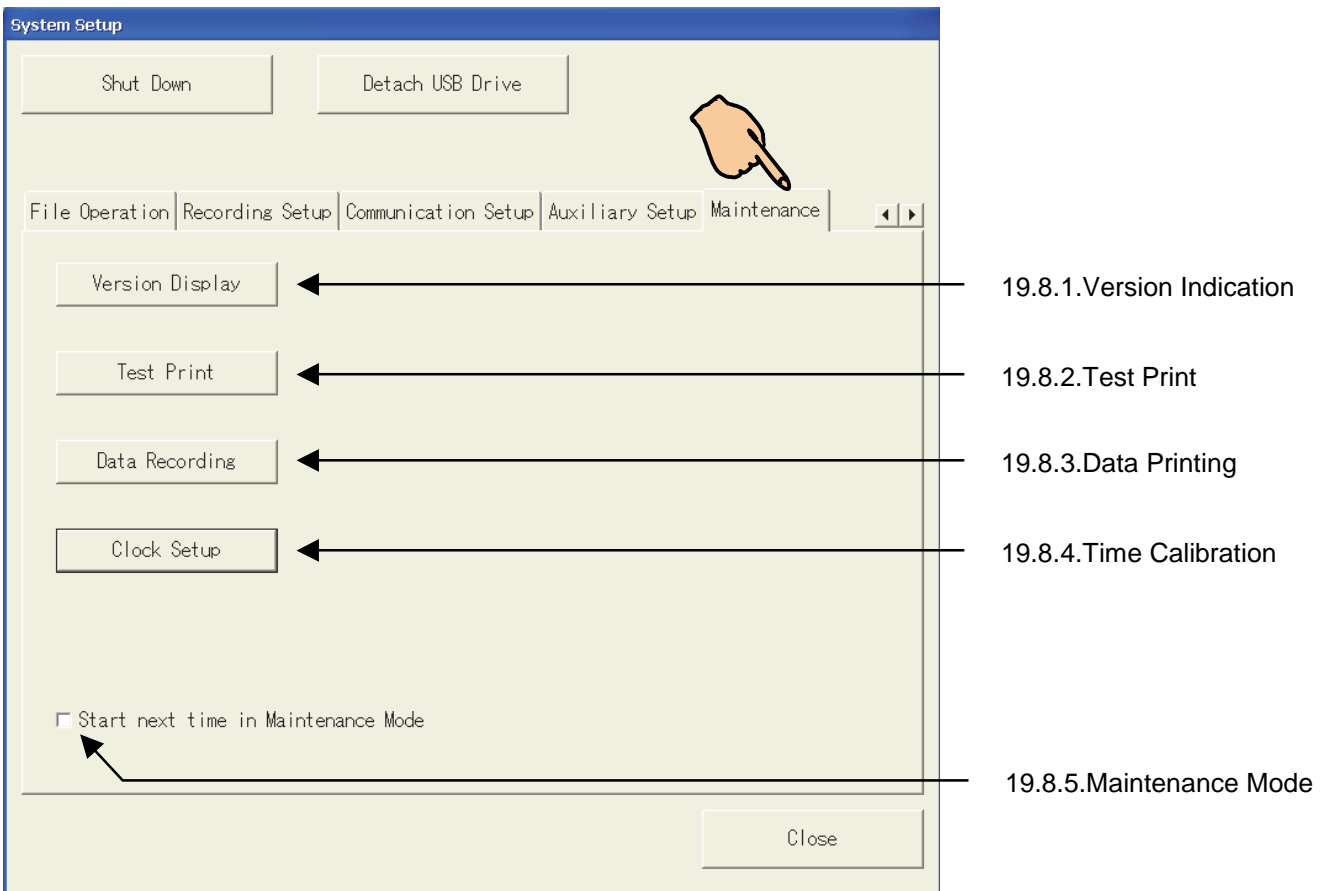 System Setup
Shut Down
Detach USB Drive
File Operation Recording Setup Communication Setup Auxiliary Setup Maintenance
Version Display
19.8.1.Version Indication
Test Print
19.8.2.Test Print
Data Recording
19.8.3.Data Printing
Clock Setup
19.8.4.Time Calibration
Start next time in Maintenance Mode
19.8.5.Maintenance Mode
Close